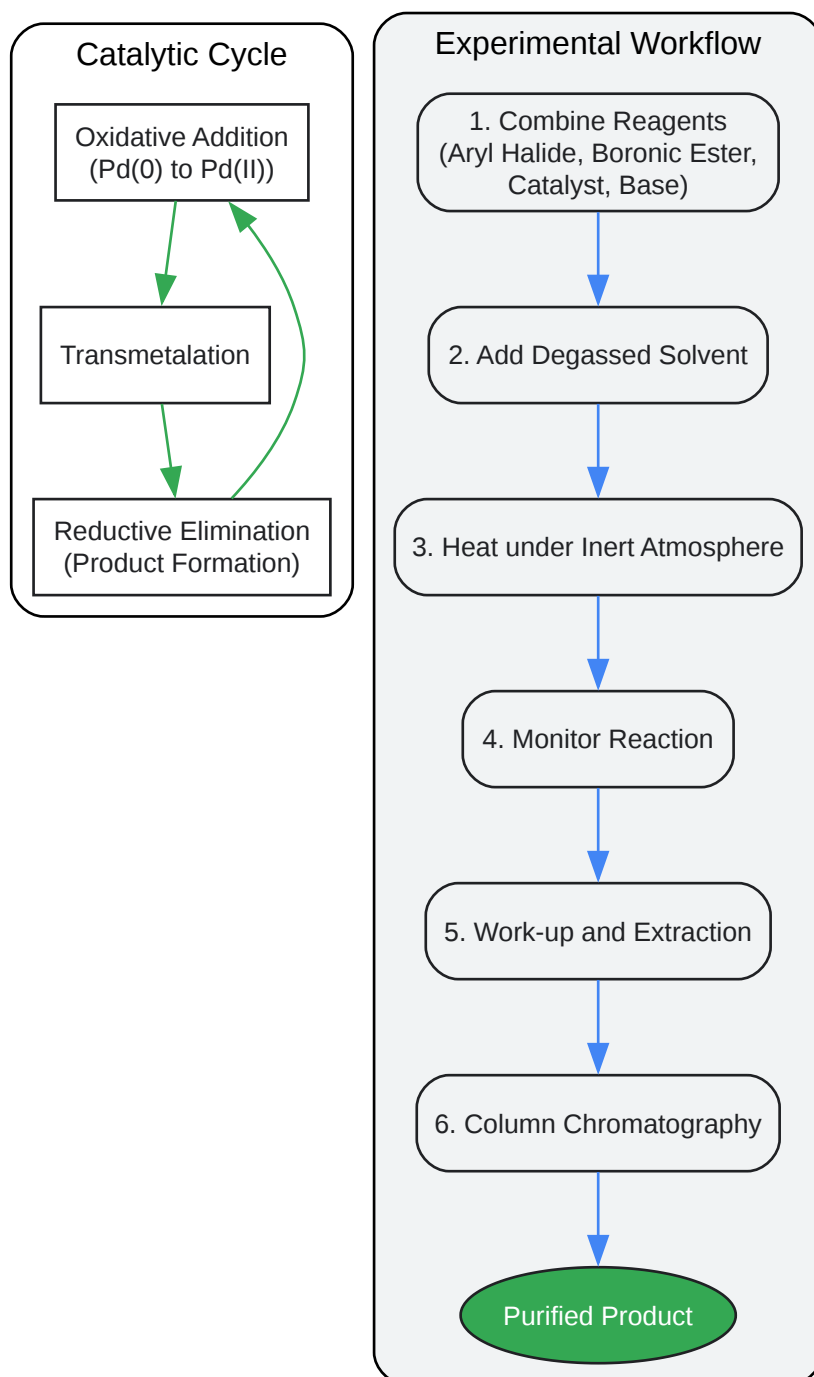 Catalytic Cycle
Oxidative Addition
(Pd(0) to Pd(II))
Transmetalation
Reductive Elimination
(Product Formation)
Experimental Workflow
1. Combine Reagents
(Aryl Halide, Boronic Ester,
Catalyst, Base)
2. Add Degassed Solvent
3. Heat under Inert Atmosphere
4. Monitor Reaction
5. Work-up and Extraction
6. Column Chromatography
Purified Product